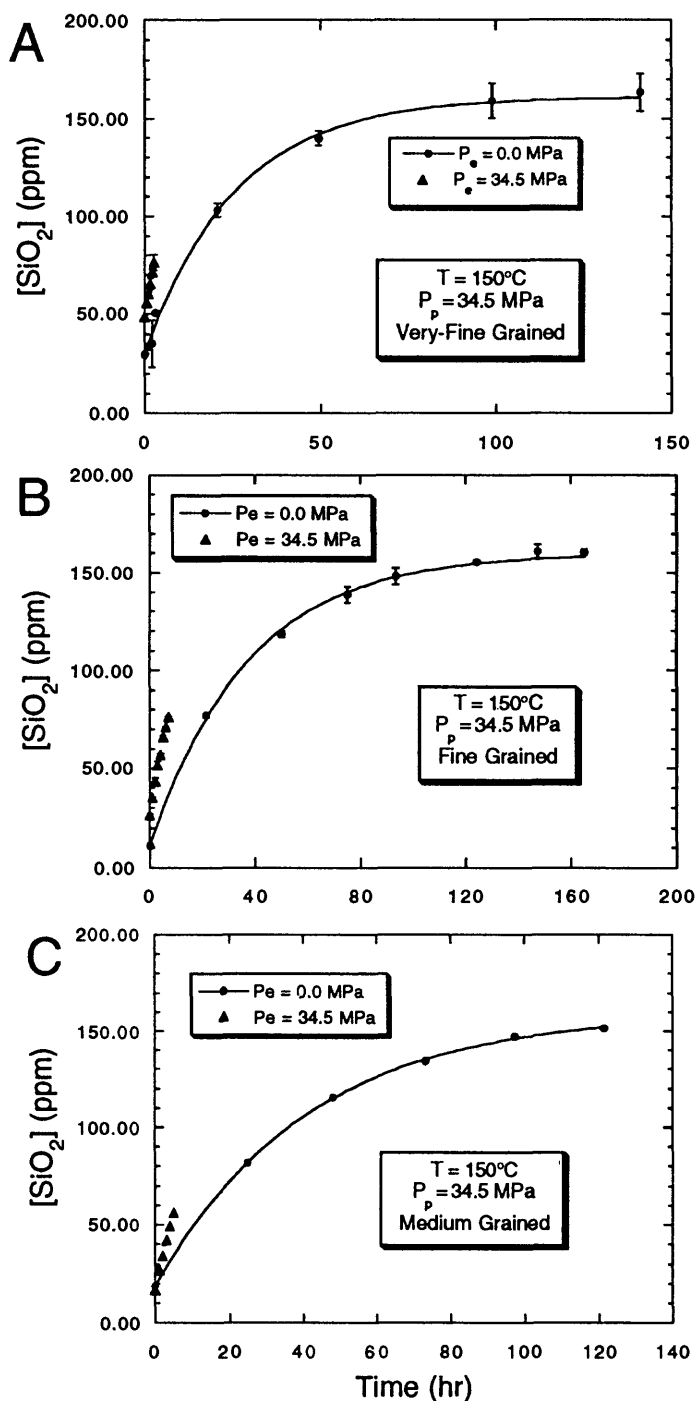 A
200.00
150.00
100.00
50.00
0.00
[SiO2] (ppm)
Pe = 0.0 MPa
Pe = 34.5 MPa
T = 150°C
Pp = 34.5 MPa
Very-Fine Grained
0 50 100 150
B
200.00
150.00
100.00
50.00
0.00
[SiO2] (ppm)
Pe = 0.0 MPa
Pe = 34.5 MPa
T = 150°C
Pp = 34.5 MPa
Fine Grained
0 40 80 120 160 200
C
200.00
150.00
100.00
50.00
0.00
[SiO2] (ppm)
Pe = 0.0 MPa
Pe = 34.5 MPa
T = 150°C
Pp = 34.5 MPa
Medium Grained
0 20 40 60 80 100 120 140
Time (hr)